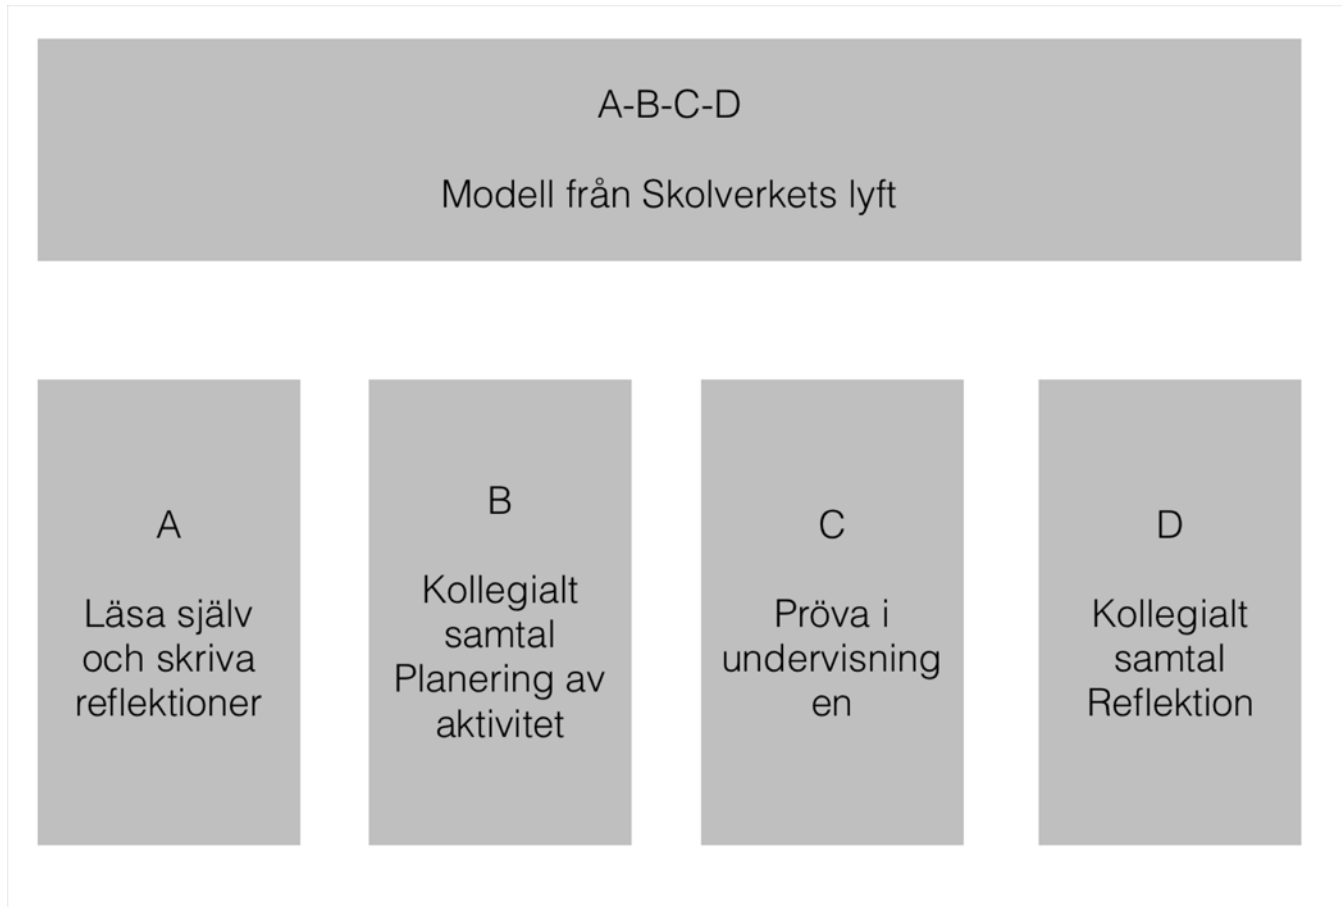 A-B-C-D
Modell från Skolverkets lyft
A
Läsa själv
och skriva
reflektioner
B
Kollegialt
samtal
Planering av
aktivitet
C
Pröva i
undervisning
en
D
Kollegialt
samtal
Reflektion